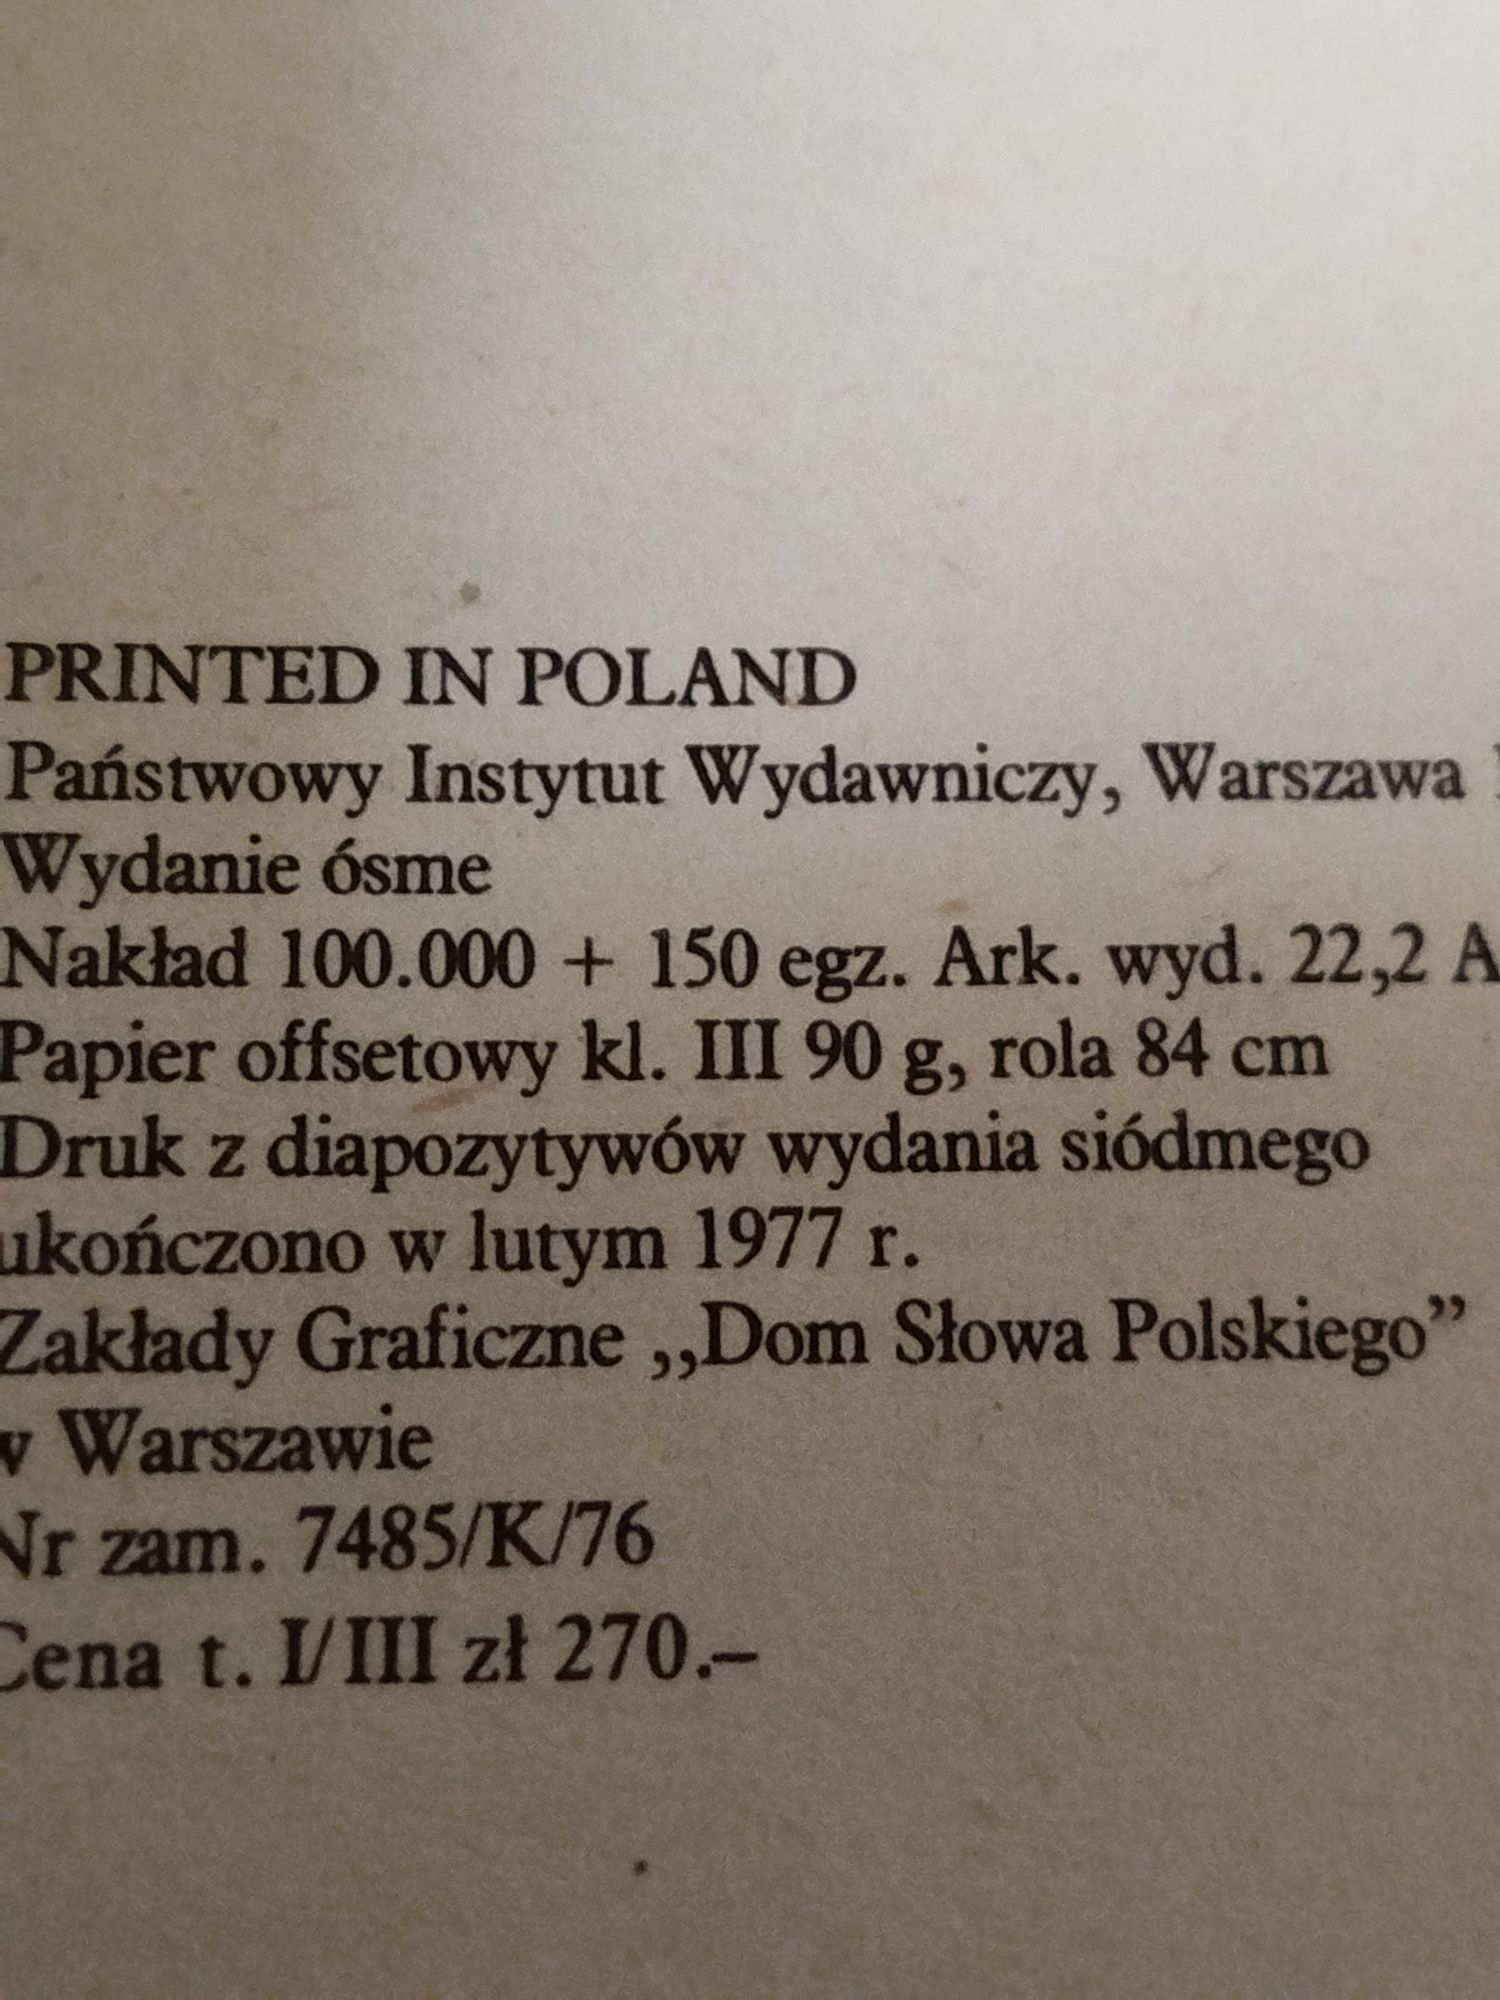 PRINTED IN POLAND
Państwowy Instytut Wydawniczy, Warszawa
Wydanie ósme
Nakład 100.000 + 150 egz. Ark. wyd. 22,2 A
Papier offsetowy kl. III 90 g, rola 84 cm
Druk z diapozytywów wydania siódmego
ukończono w lutym 1977 r.
Zakłady Graficzne „Dom Słowa Polskiego”
w Warszawie
Nr zam. 7485/K/76
Cena t. I/III zł 270.–